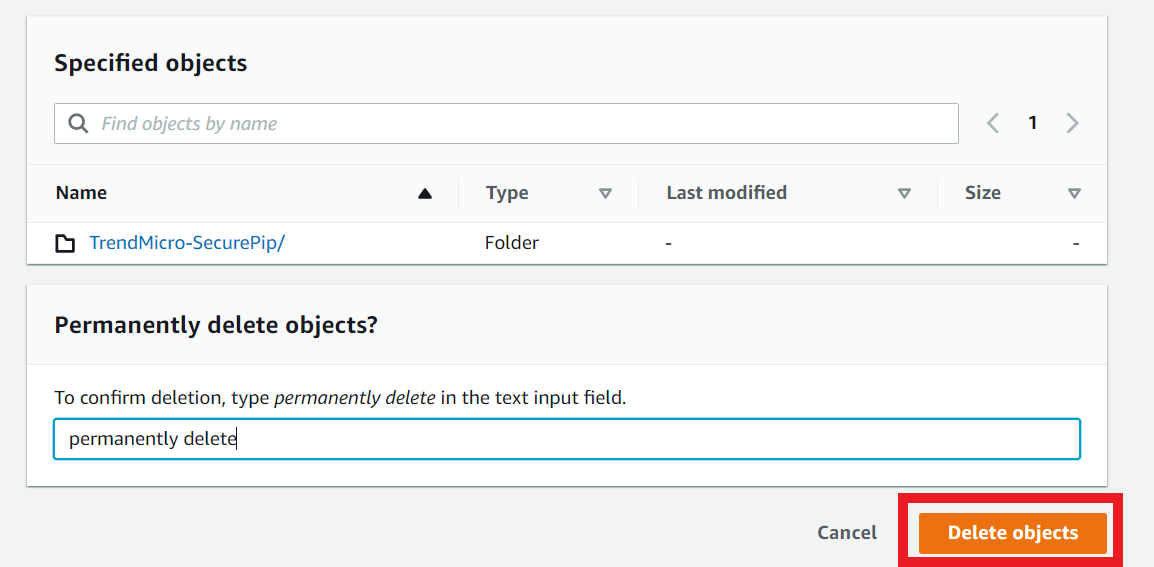 Specified objects
Find objects by name
1
Name Type Last modified Size
TrendMicro-SecurePip/ Folder - -
Permanently delete objects?
To confirm deletion, type permanently delete in the text input field.
permanently delete
Cancel Delete objects